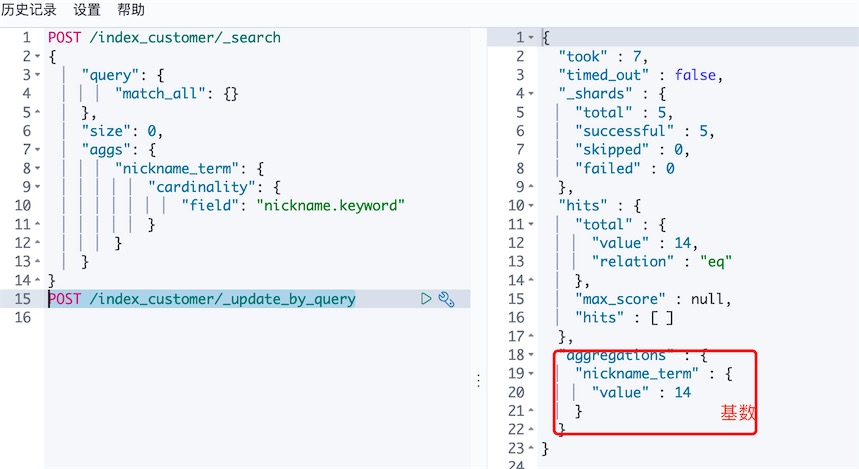 历史记录 设置 帮助
1 POST /index_customer/_search
2 {
3 "query": {
4 "match_all": {}
5 },
6 "size": 0,
7 "aggs": {
8 "nickname_term": {
9 "cardinality": {
10 "field": "nickname.keyword"
11 }
12 }
13 }
14 }
15 POST /index_customer/_update_by_query
16
1 {
2 "took" : 7,
3 "timed_out" : false,
4 "_shards" : {
5 "total" : 5,
6 "successful" : 5,
7 "skipped" : 0,
8 "failed" : 0
9 },
10 "hits" : {
11 "total" : {
12 "value" : 14,
13 "relation" : "eq"
14 },
15 "max_score" : null,
16 "hits" : [ ]
17 },
18 "aggregations" : {
19 "nickname_term" : {
20 "value" : 14
21 } 基数
22 }
23 }
24